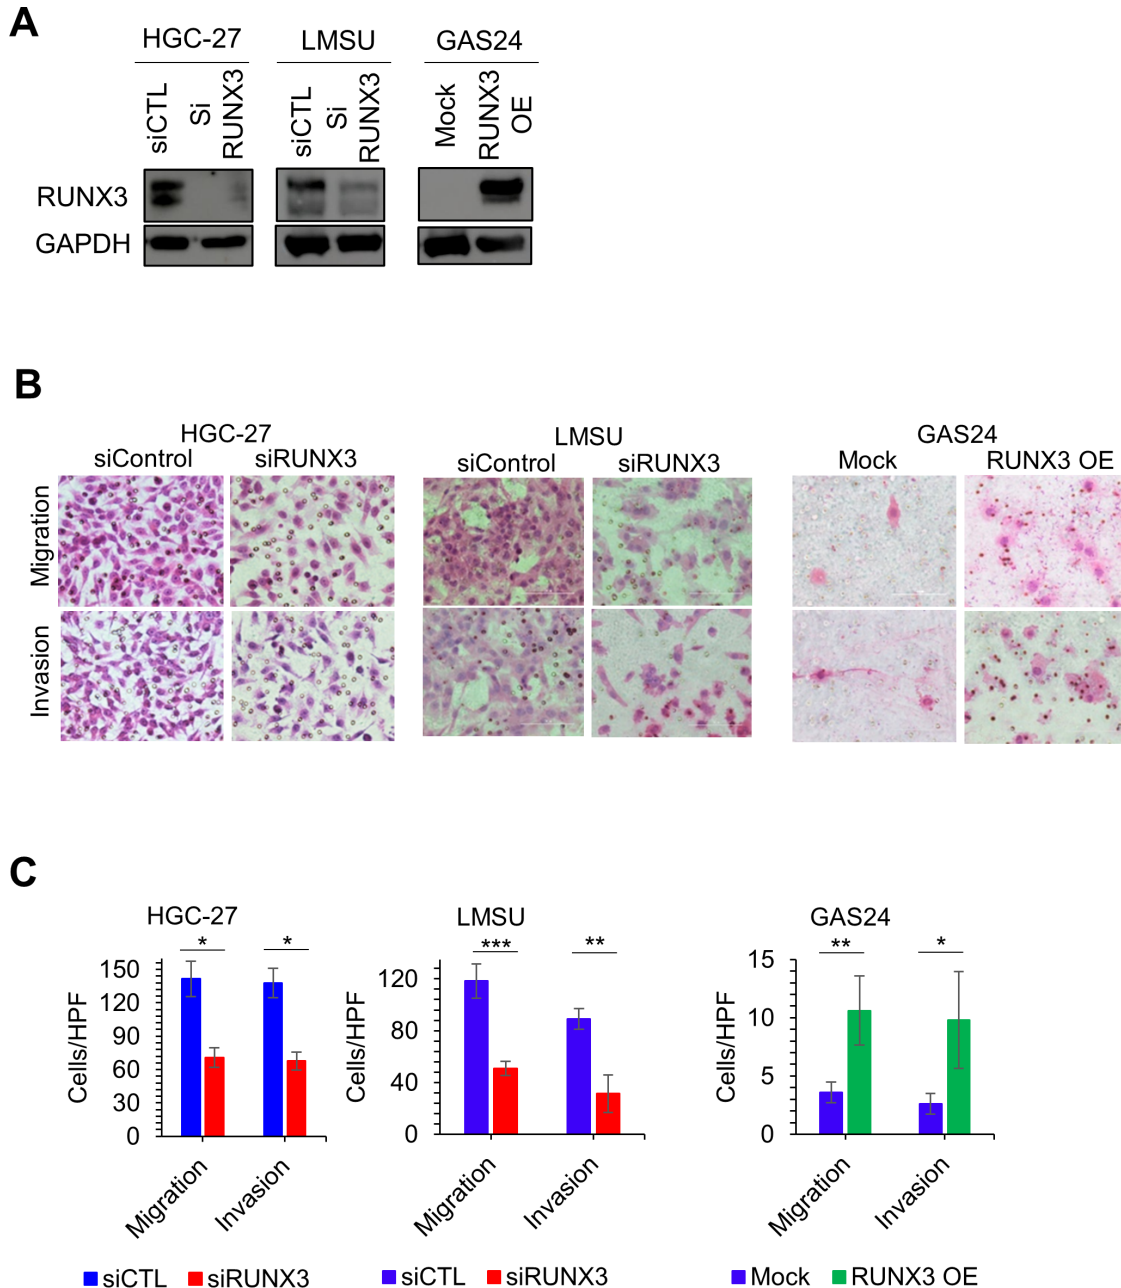 A
HGC-27 LMSU GAS24
siCTL Si RUNX3 siCTL Si RUNX3 Mock RUNX3 OE
RUNX3
GAPDH
B
HGC-27 LMSU GAS24
siControl siRUNX3 siControl siRUNX3 Mock RUNX3 OE
Migration
Invasion
C
HGC-27
* *
Cells/HPF
150
120
90
60
30
0
Migration Invasion
siCTL siRUNX3
LMSU
*** **
Cells/HPF
120
80
40
0
Migration Invasion
siCTL siRUNX3
GAS24
** *
Cells/HPF
15
10
5
0
Migration Invasion
Mock RUNX3 OE